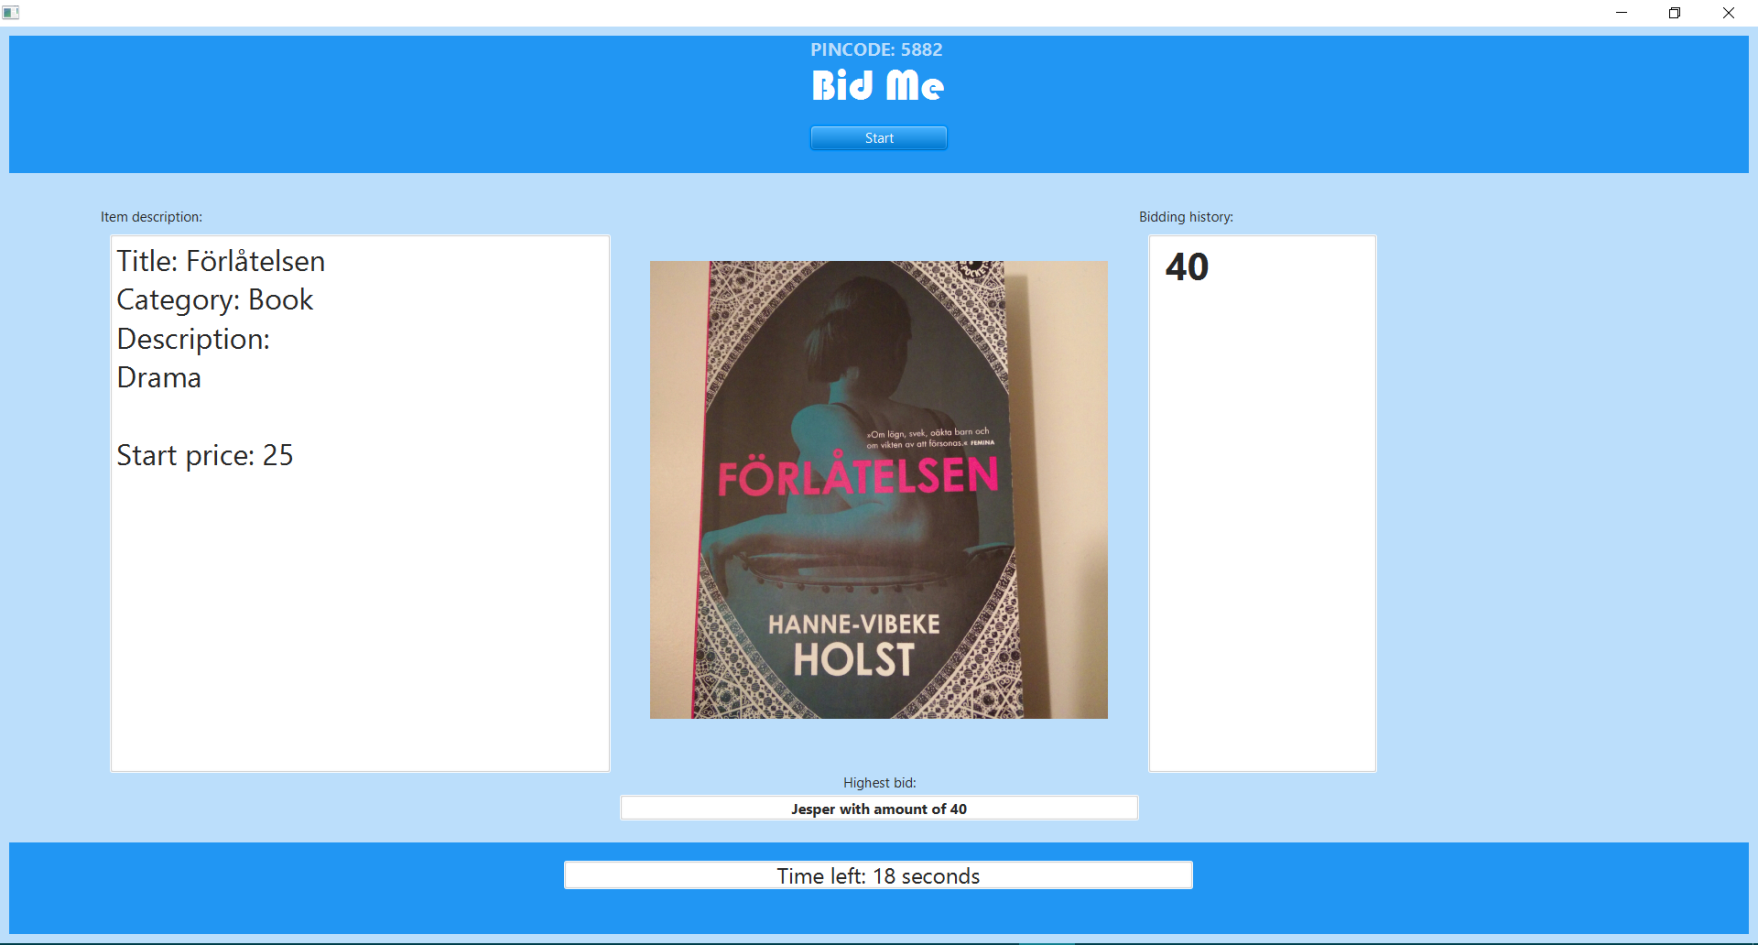 PINCODE: 5882
Bid Me
Start
Item description:
Title: Förlåtelsen
Category: Book
Description:
Drama
Start price: 25
»Om lögn, svek, oäkta barn och
om vikten av att försonas.« FEMINA
FÖRLÅTELSEN
HANNE-VIBEKE
HOLST
Bidding history:
40
Highest bid:
Jesper with amount of 40
Time left: 18 seconds